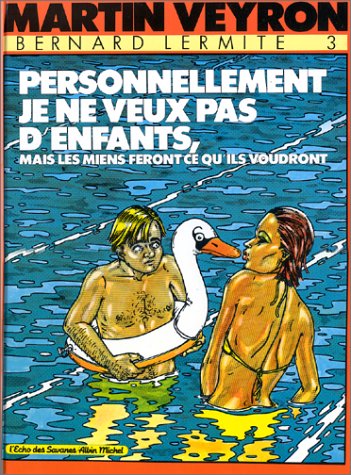 MARTIN VEYRON
BERNARD LERMITE 3
PERSONNELLEMENT
JE NE VEUX PAS
D'ENFANTS,
MAIS LES MIENS FERONT CE QU'ILS VOUDRONT
l'Echo des Savanes Albin Michel